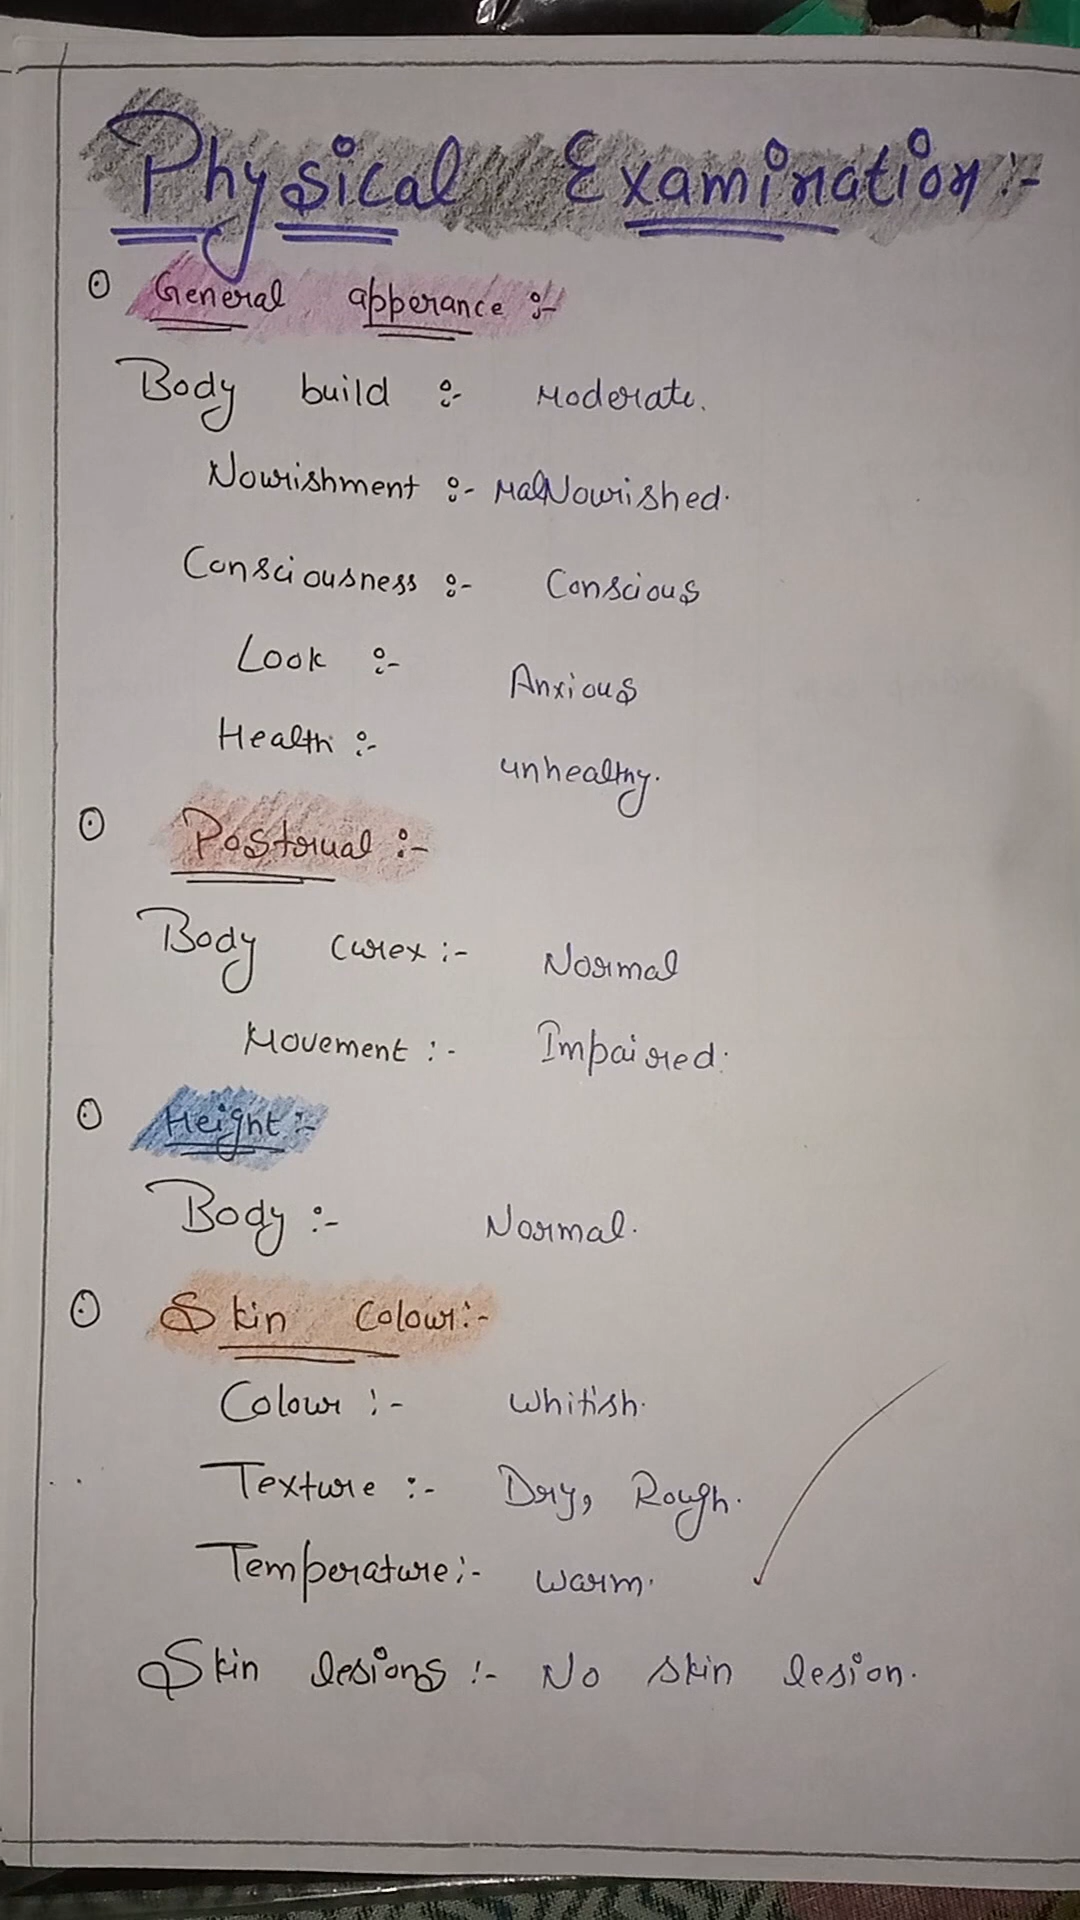 Physical Examination :-
General apperance :-
Body build :- Moderate.
Nourishment :- MalNourished.
Consciousness :- Conscious
Look :- Anxious
Health :- unhealthy.
Postural :-
Body curex :- Normal
Movement :- Impaired.
Height :-
Body :- Normal.
Skin Colour :-
Colour :- Whitish.
Texture :- Dry, Rough.
Temperature :- warm.
Skin lesions :- No skin lesion.